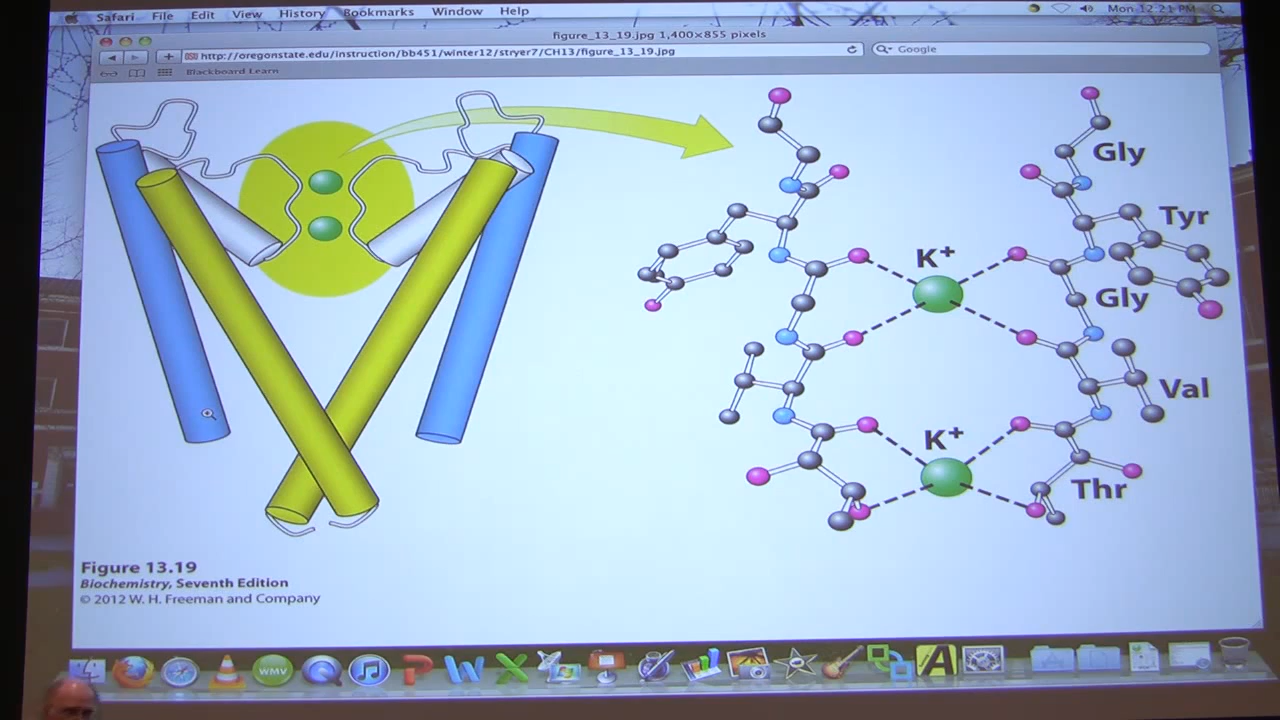 Safari File Edit View History Bookmarks Window Help Mon 12:21 PM
figure_13_19.jpg 1,400×855 pixels
http://oregonstate.edu/instruction/bb451/winter12/stryer7/CH13/figure_13_19.jpg
Google
Blackboard Learn
Gly
Tyr
K+
Gly
Val
K+
Thr
Figure 13.19
Biochemistry, Seventh Edition
© 2012 W. H. Freeman and Company
WMV